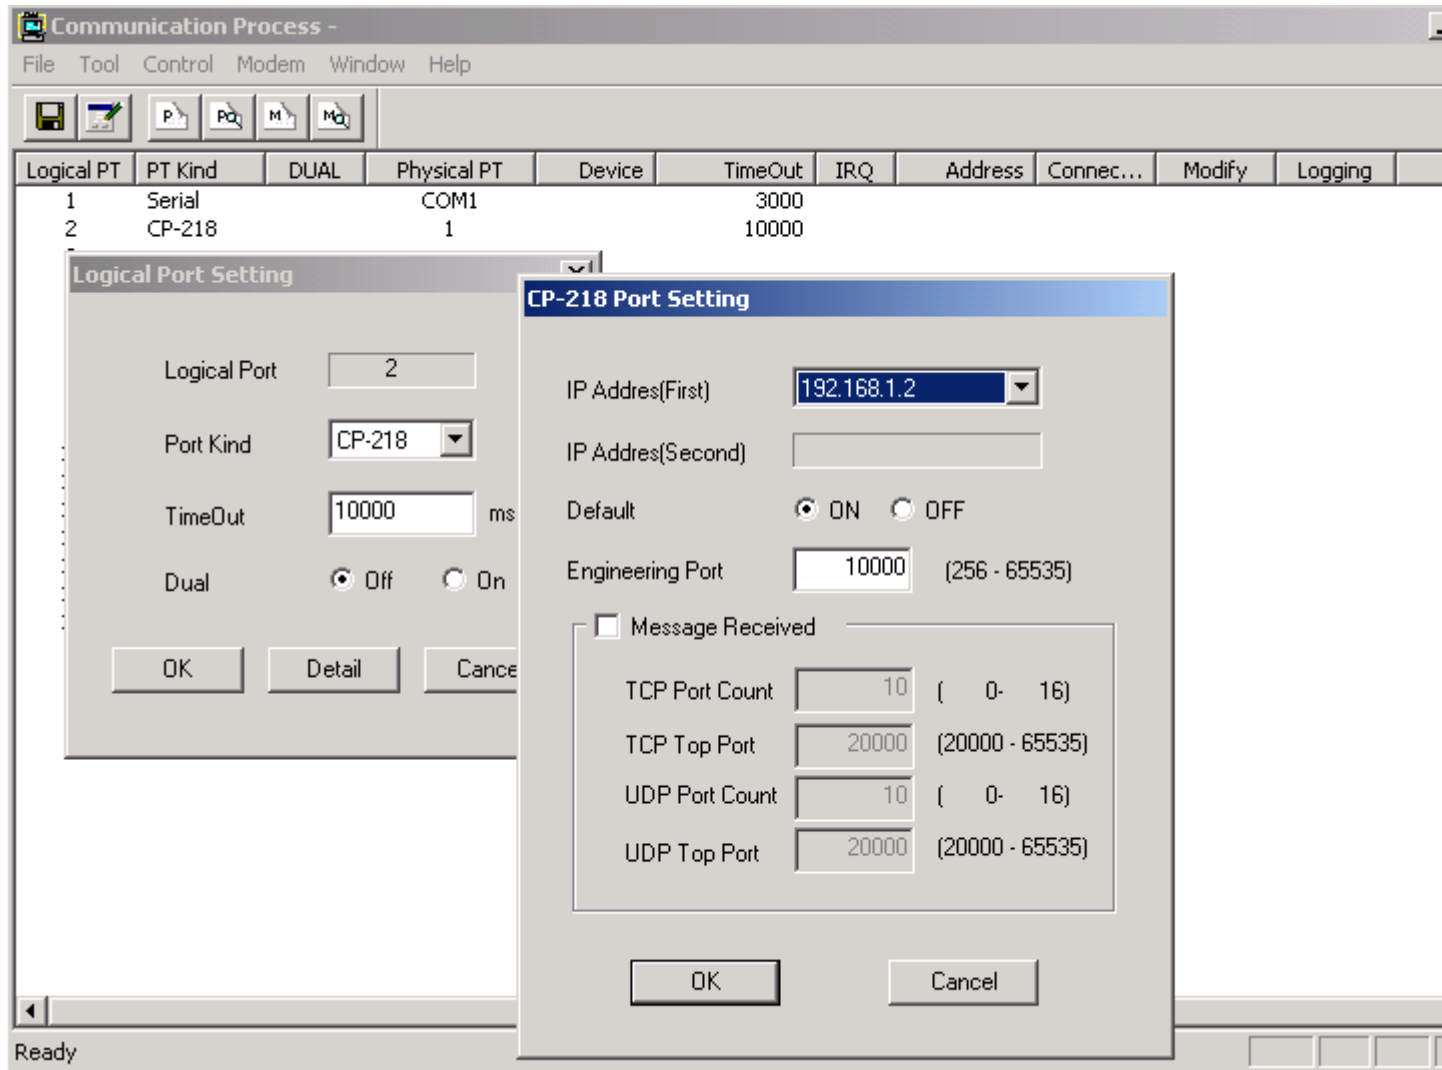 Communication Process -
File Tool Control Modem Window Help
P PQ M MQ
Logical PT PT Kind DUAL Physical PT Device TimeOut IRQ Address Connec... Modify Logging
1 Serial COM1 3000
2 CP-218 1 10000
Logical Port Setting
Logical Port 2
Port Kind CP-218
TimeOut 10000 ms
Dual Off On
OK Detail Cance
CP-218 Port Setting
IP Addres(First) 192.168.1.2
IP Addres(Second)
Default ON OFF
Engineering Port 10000 (256 - 65535)
Message Received
TCP Port Count 10 ( 0- 16)
TCP Top Port 20000 (20000 - 65535)
UDP Port Count 10 ( 0- 16)
UDP Top Port 20000 (20000 - 65535)
OK Cancel
Ready